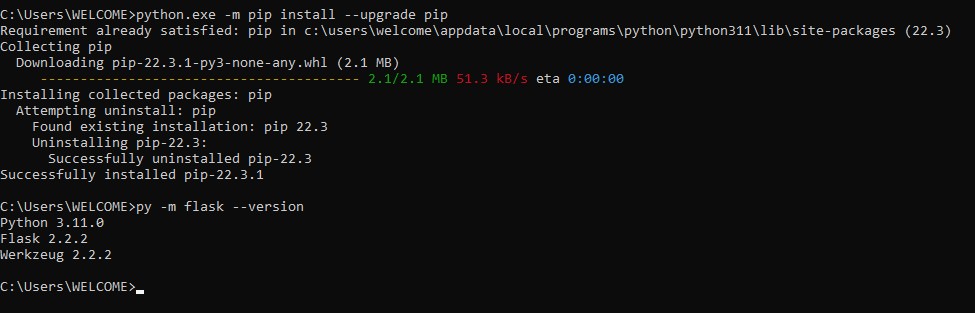 C:\Users\WELCOME>python.exe -m pip install --upgrade pip
Requirement already satisfied: pip in c:\users\welcome\appdata\local\programs\python\python311\lib\site-packages (22.3)
Collecting pip
  Downloading pip-22.3.1-py3-none-any.whl (2.1 MB)
     ---------------------------------------- 2.1/2.1 MB 51.3 kB/s eta 0:00:00
Installing collected packages: pip
  Attempting uninstall: pip
    Found existing installation: pip 22.3
    Uninstalling pip-22.3:
      Successfully uninstalled pip-22.3
Successfully installed pip-22.3.1
C:\Users\WELCOME>py -m flask --version
Python 3.11.0
Flask 2.2.2
Werkzeug 2.2.2
C:\Users\WELCOME>